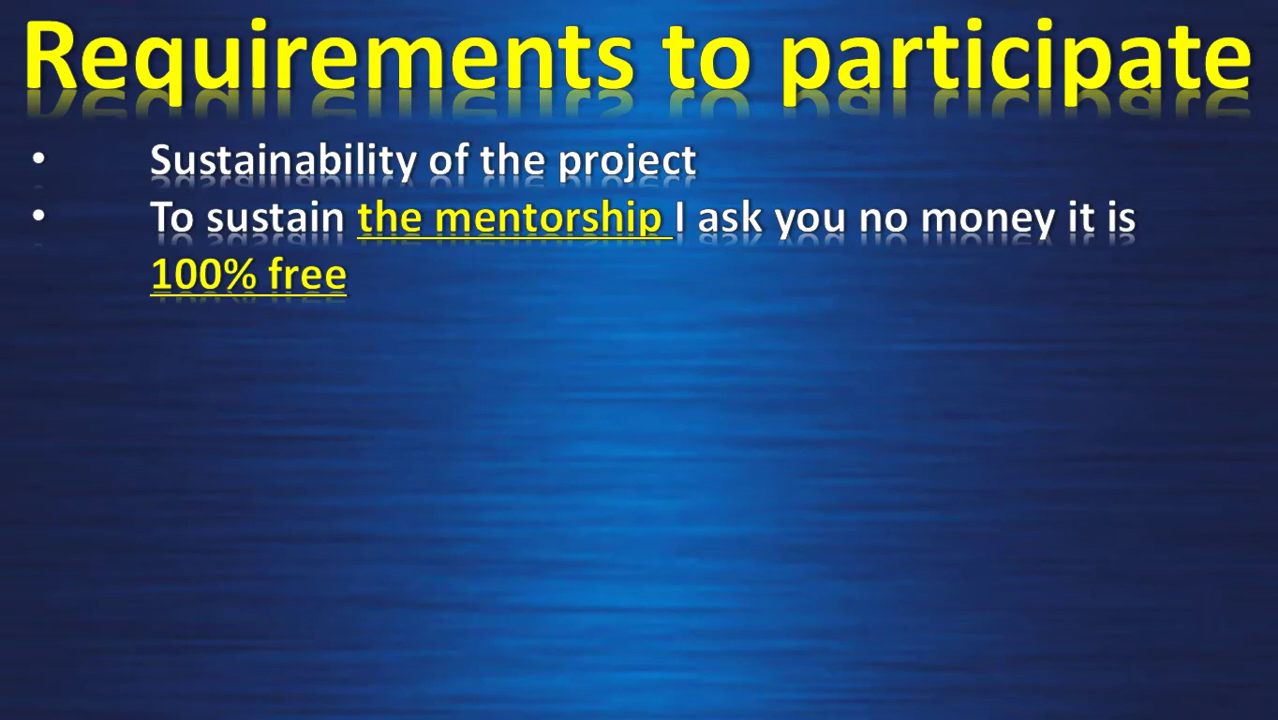 Requirements to participate
• Sustainability of the project
• To sustain the mentorship I ask you no money it is
100% free